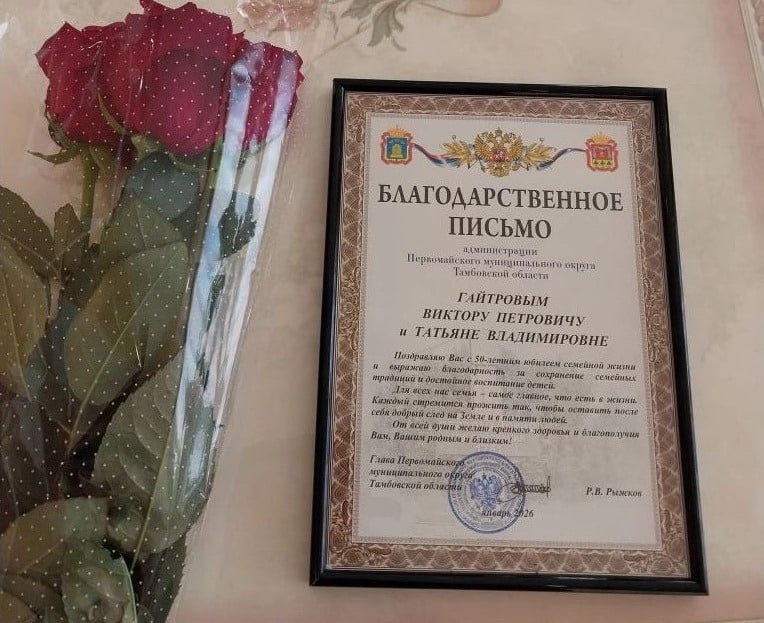 БЛАГОДАРСТВЕННОЕ
ПИСЬМО
администрации
Первомайского муниципального округа
Тамбовской области
ГАЙТРОВЫМ
ВИКТОРУ ПЕТРОВИЧУ
и ТАТЬЯНЕ ВЛАДИМИРОВНЕ
Поздравляю Вас с 50-летним юбилеем семейной жизни
и выражаю благодарность за сохранение семейных
традиций и достойное воспитание детей.
Для всех нас семья – самое главное, что есть в жизни.
Каждый стремится прожить так, чтобы оставить после
себя добрый след на Земле и в памяти людей.
От всей души желаю крепкого здоровья и благополучия
Вам, Вашим родным и близким!
Глава Первомайского
муниципального округа
Тамбовской области
Р.В. Рыжков
январь 2026